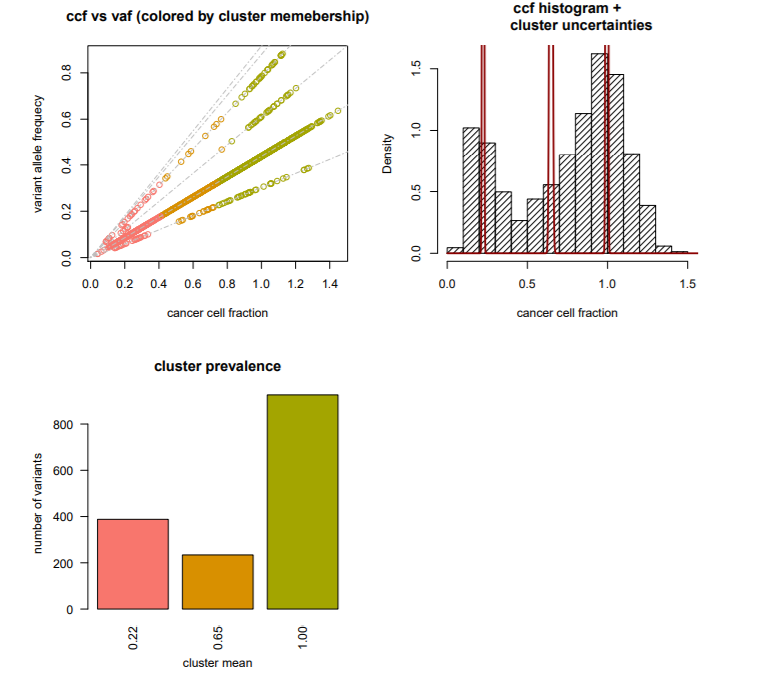 ccf vs vaf (colored by cluster memebership)
variant allele frequecy
0.8
0.6
0.4
0.2
0.0
0.0 0.2 0.4 0.6 0.8 1.0 1.2 1.4
cancer cell fraction
ccf histogram +
cluster uncertainties
Density
1.5
1.0
0.5
0.0
0.0 0.5 1.0 1.5
cancer cell fraction
cluster prevalence
number of variants
800
600
400
200
0
0.22 0.65 1.00
cluster mean